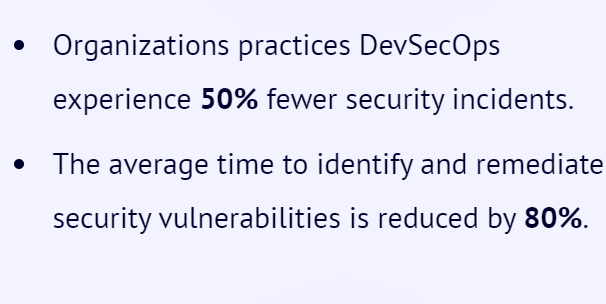 • Organizations practices DevSecOps
experience 50% fewer security incidents.
• The average time to identify and remediate
security vulnerabilities is reduced by 80%.